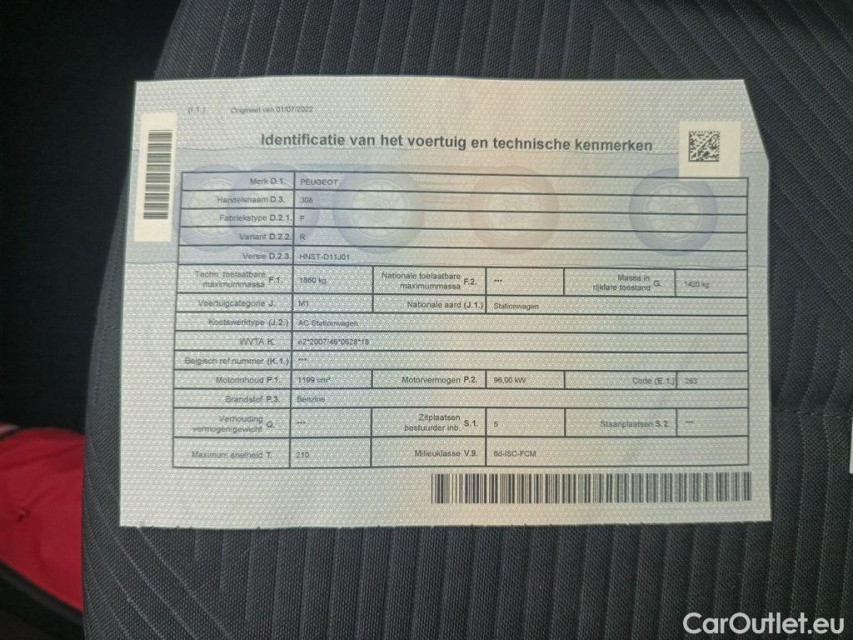 (I.1.) Origineel van 01/07/2022
Identificatie van het voertuig en technische kenmerken
Merk D.1. PEUGEOT
Handelsnaam D.3. 308
Fabriekstype D.2.1. F
Variant D.2.2. R
Versie D.2.3. HNST-D11J01
Techn. toelaatbare maximummassa F.1. 1860 kg Nationale toelaatbare maximummassa F.2. --- Massa in rijklare toestand G. 1420 kg
Voertuigcategorie J. M1 Nationale aard (J.1.) Stationwagen
Koetswerktype (J.2.) AC Stationwagen
WVTA K. e2*2007/46*0628*18
Belgisch ref.nummer (K.1.) ---
Motorinhoud P.1. 1199 cm³ Motorvermogen P.2. 96,00 kW Code (E.1.) 263
Brandstof P.3. Benzine
Verhouding vermogen/gewicht Q. --- Zitplaatsen bestuurder inb. S.1. 5 Staanplaatsen S.2. ---
Maximum snelheid T. 210 Milieuklasse V.9. 6d-ISC-FCM
CarOutlet.eu